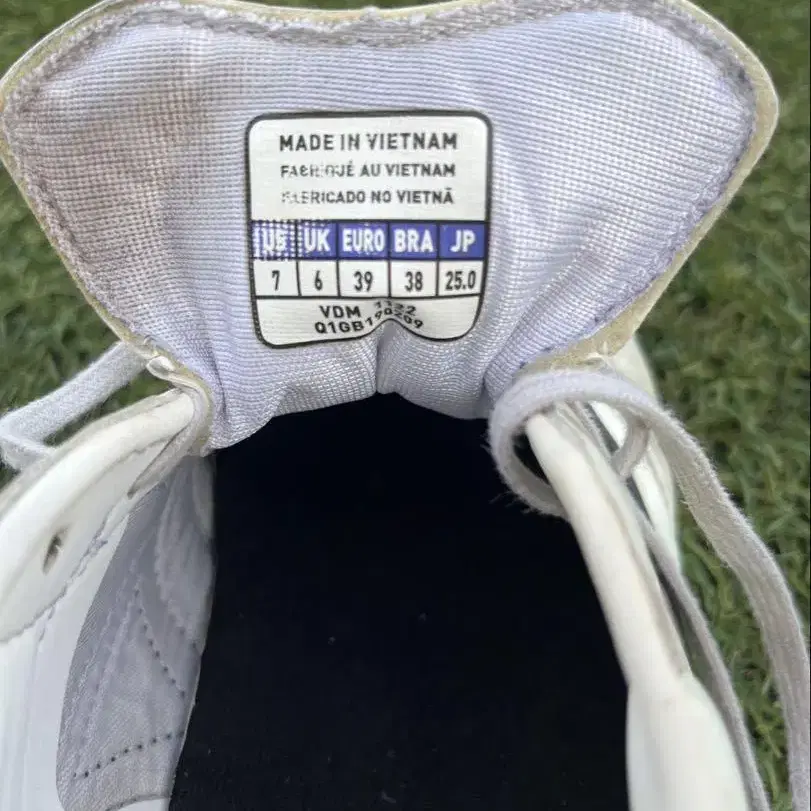 MADE IN VIETNAM
FABRIQUÉ AU VIETNAM
FABRICADO NO VIETNÃ
US UK EURO BRA JP
7 6 39 38 25.0
VDM 1122
Q1GB190209